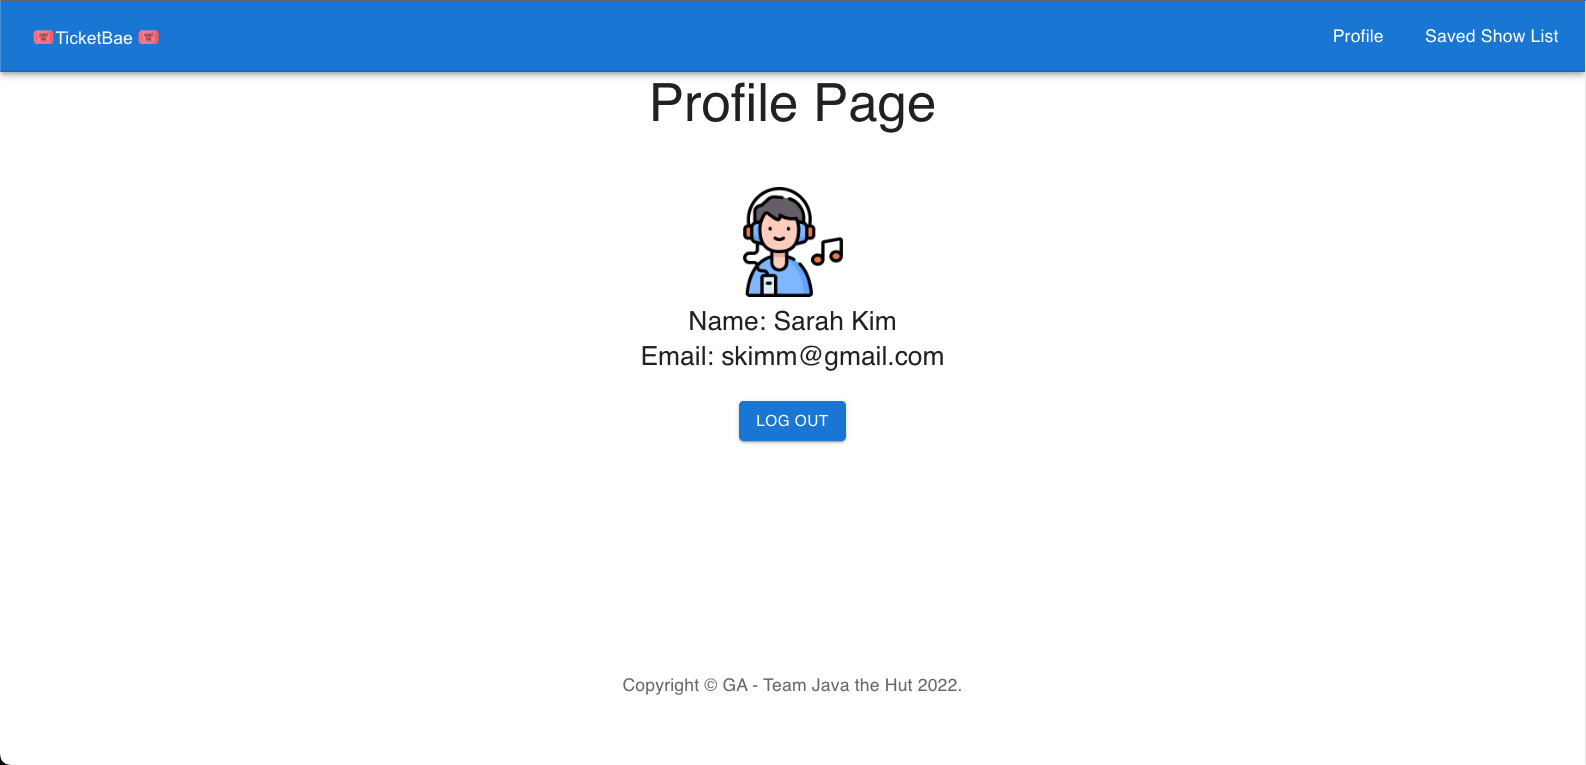 🎟️TicketBae 🎟️
Profile
Saved Show List
Profile Page
Name: Sarah Kim
Email: skimm@gmail.com
LOG OUT
Copyright © GA - Team Java the Hut 2022.